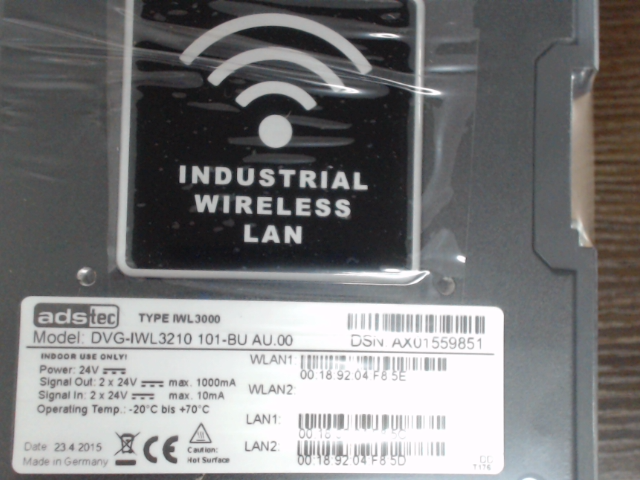 INDUSTRIAL
WIRELESS
LAN
adstec TYPE IWL3000
Model: DVG-IWL3210 101-BU AU.00 DSN AX01559851
INDOOR USE ONLY!
Power: 24V
Signal Out: 2 x 24V max. 1000mA
Signal In: 2 x 24V max. 10mA
Operating Temp.: -20°C bis +70°C
WLAN1:
00.18.92.04.F8.5E
WLAN2:
LAN1:
LAN2:
00.18.92.04.F8.5D
Date: 23.4.2015
Made in Germany
CE
Caution:
Hot Surface